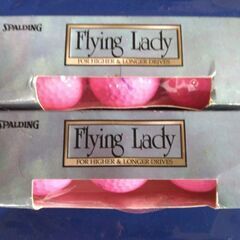 SPALDING
Flying Lady
FOR HIGHER & LONGER DRIVES
SPALDING
Flying Lady
FOR HIGHER & LONGER DRIVES